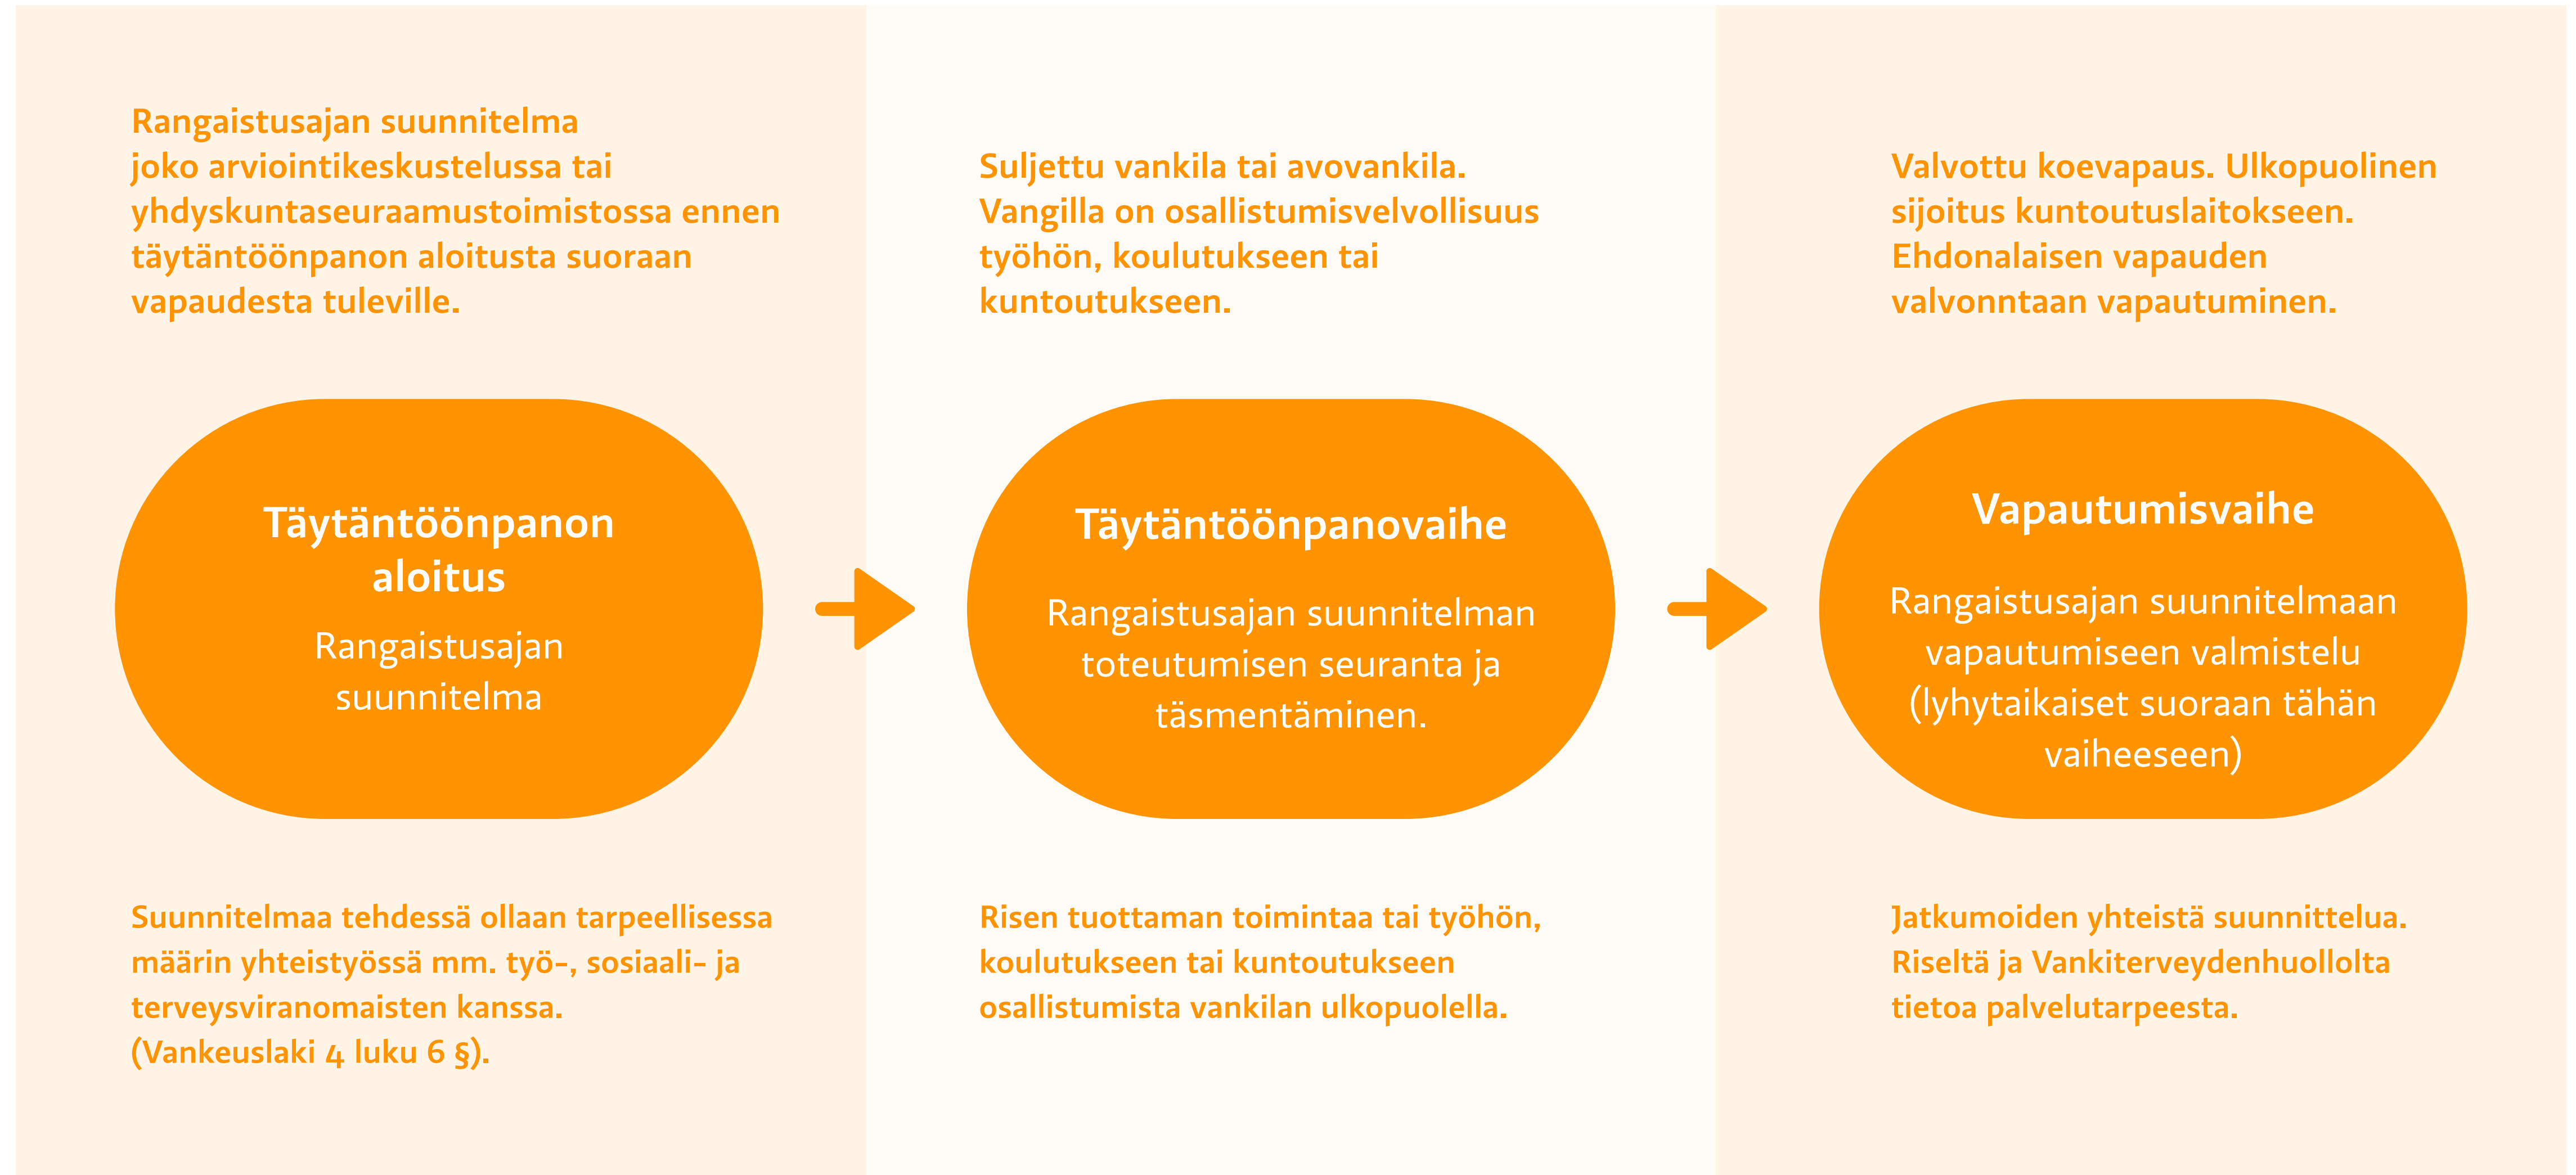 Rangaistusajan suunnitelma
joko arviointikeskustelussa tai
yhdyskuntaseuraamustoimistossa ennen
täytäntöönpanon aloitusta suoraan
vapaudesta tuleville.
Täytäntöönpanon
aloitus
Rangaistusajan
suunnitelma
Suunnitelmaa tehdessä ollaan tarpeellisessa
määrin yhteistyössä mm. työ-, sosiaali- ja
terveysviranomaisten kanssa.
(Vankeuslaki 4 luku 6 §).
Suljettu vankila tai avovankila.
Vangilla on osallistumisvelvollisuus
työhön, koulutukseen tai
kuntoutukseen.
Täytäntöönpanovaihe
Rangaistusajan suunnitelman
toteutumisen seuranta ja
täsmentäminen.
Risen tuottaman toimintaa tai työhön,
koulutukseen tai kuntoutukseen
osallistumista vankilan ulkopuolella.
Valvottu koevapaus. Ulkopuolinen
sijoitus kuntoutuslaitokseen.
Ehdonalaisen vapauden
valvonntaan vapautuminen.
Vapautumisvaihe
Rangaistusajan suunnitelmaan
vapautumiseen valmistelu
(lyhytaikaiset suoraan tähän
vaiheeseen)
Jatkumoiden yhteistä suunnittelua.
Riseltä ja Vankiterveydenhuollolta
tietoa palvelutarpeesta.